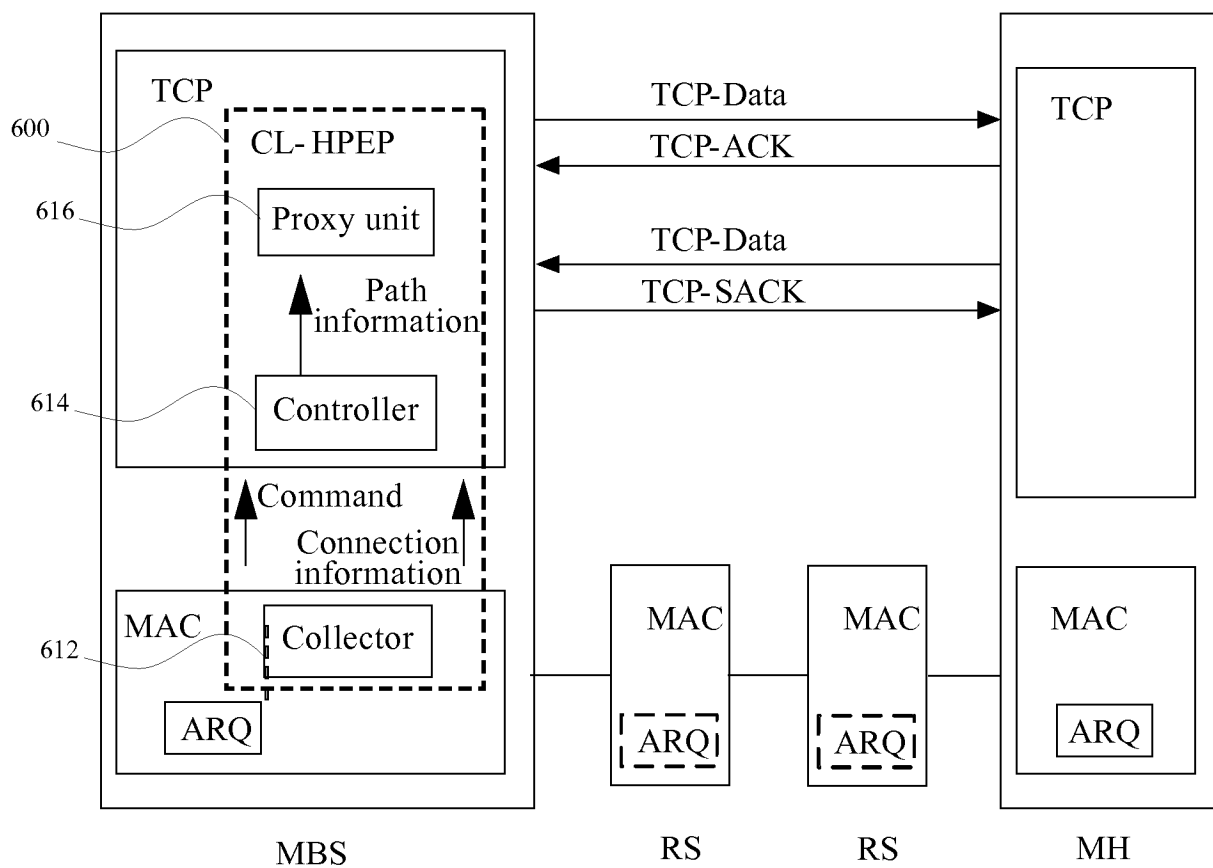 TCP
600
CL-HPEP
616
Proxy unit
Path
information
614
Controller
Command
Connection
information
MAC
612
Collector
ARQ
MBS
TCP-Data
TCP-ACK
TCP-Data
TCP-SACK
MAC
ARQ
RS
MAC
ARQ
RS
TCP
MAC
ARQ
MH